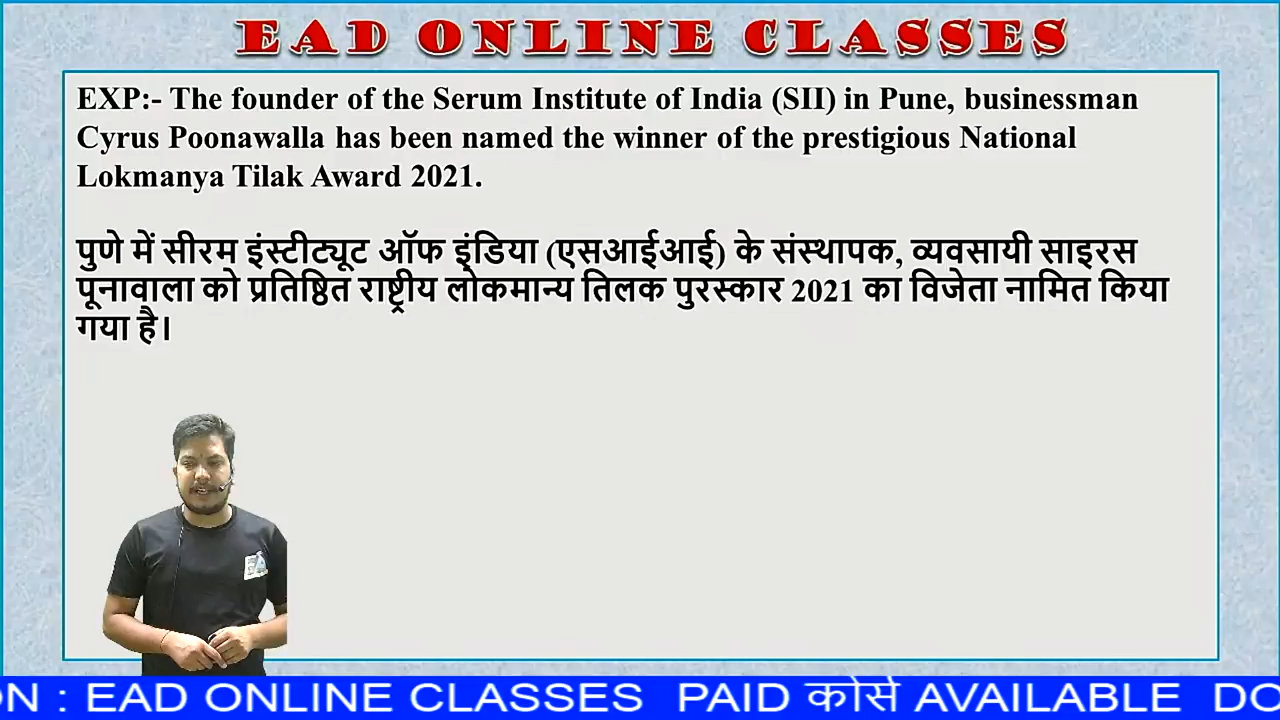 EAD ONLINE CLASSES
EXP:- The founder of the Serum Institute of India (SII) in Pune, businessman
Cyrus Poonawalla has been named the winner of the prestigious National
Lokmanya Tilak Award 2021.
पुणे में सीरम इंस्टीट्यूट ऑफ इंडिया (एसआईआई) के संस्थापक, व्यवसायी साइरस
पूनावाला को प्रतिष्ठित राष्ट्रीय लोकमान्य तिलक पुरस्कार 2021 का विजेता नामित किया
गया है।
: EAD ONLINE CLASSES PAID कोर्स AVAILABLE